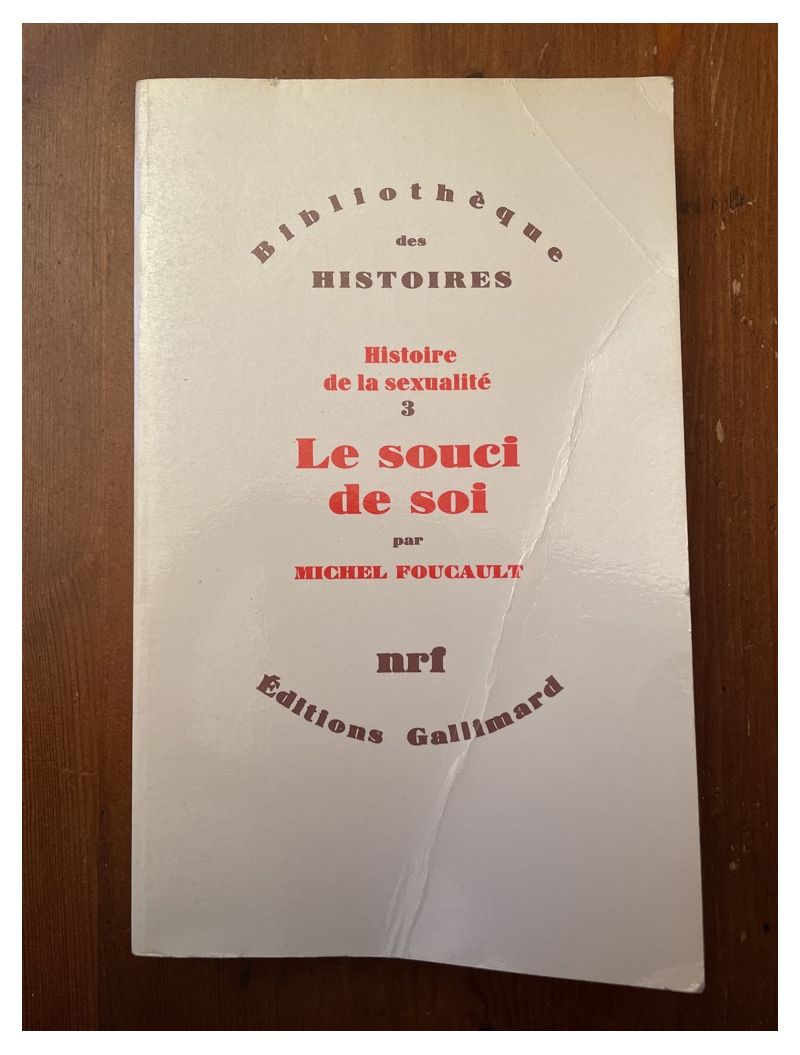 Bibliothèque
des
HISTOIRES
Histoire
de la sexualité
3
Le souci
de soi
par
MICHEL FOUCAULT
nrf
Éditions Gallimard